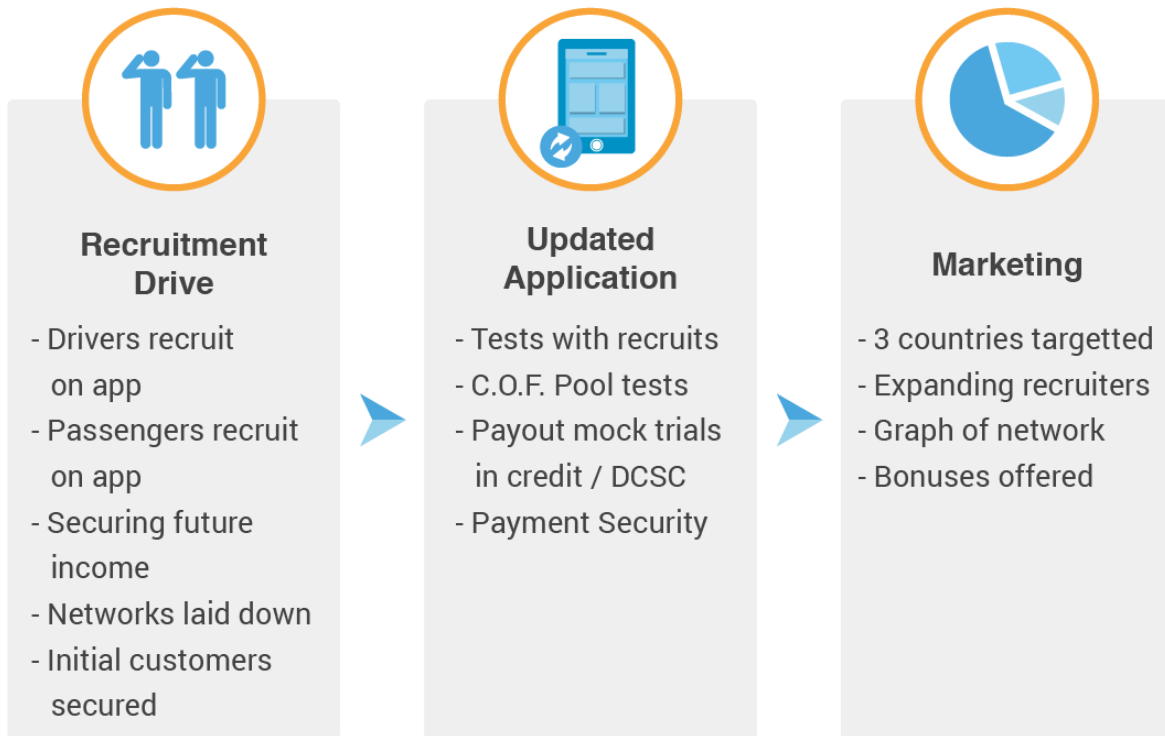 Recruitment
Drive
- Drivers recruit
on app
- Passengers recruit
on app
- Securing future
income
- Networks laid down
- Initial customers
secured
Updated
Application
- Tests with recruits
- C.O.F. Pool tests
- Payout mock trials
in credit / DCSC
- Payment Security
Marketing
- 3 countries targetted
- Expanding recruiters
- Graph of network
- Bonuses offered